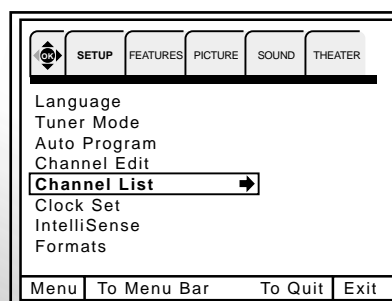 OK SETUP FEATURES PICTURE SOUND THEATER
Language
Tuner Mode
Auto Program
Channel Edit
Channel List
Clock Set
IntelliSense
Formats
Menu To Menu Bar To Quit Exit